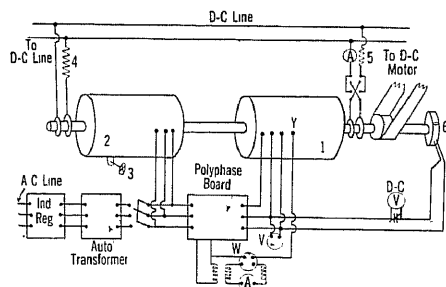 D-C Line
To
D-C Line
4
A
5
To D-C
Motor
2
Y
1
6
3
Polyphase
Board
A C Line
Ind
Reg
Auto
Transformer
V
W
A
D-C
V